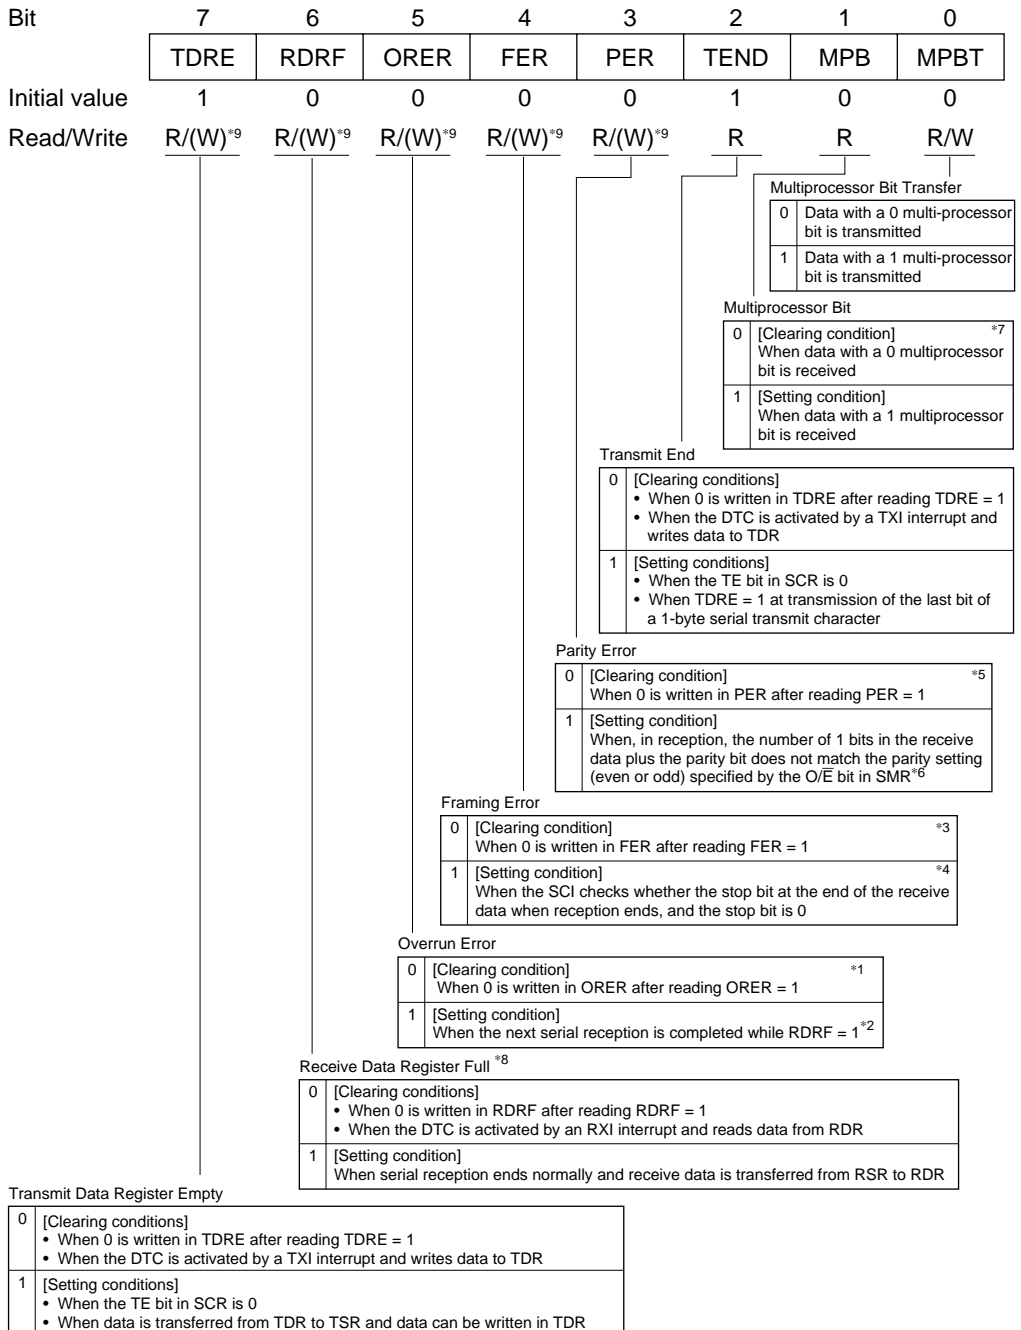 Bit 7 6 5 4 3 2 1 0
TDRE RDRF ORER FER PER TEND MPB MPBT
Initial value 1 0 0 0 0 1 0 0
Read/Write R/(W)*9 R/(W)*9 R/(W)*9 R/(W)*9 R/(W)*9 R R R/W
Multiprocessor Bit Transfer
0 Data with a 0 multi-processor
bit is transmitted
1 Data with a 1 multi-processor
bit is transmitted
Multiprocessor Bit
0 [Clearing condition] *7
When data with a 0 multiprocessor
bit is received
1 [Setting condition]
When data with a 1 multiprocessor
bit is received
Transmit End
0 [Clearing conditions]
• When 0 is written in TDRE after reading TDRE = 1
• When the DTC is activated by a TXI interrupt and
writes data to TDR
1 [Setting conditions]
• When the TE bit in SCR is 0
• When TDRE = 1 at transmission of the last bit of
a 1-byte serial transmit character
Parity Error
0 [Clearing condition] *5
When 0 is written in PER after reading PER = 1
1 [Setting condition]
When, in reception, the number of 1 bits in the receive
data plus the parity bit does not match the parity setting
(even or odd) specified by the O/E̅ bit in SMR*6
Framing Error
0 [Clearing condition] *3
When 0 is written in FER after reading FER = 1
1 [Setting condition] *4
When the SCI checks whether the stop bit at the end of the receive
data when reception ends, and the stop bit is 0
Overrun Error
0 [Clearing condition] *1
When 0 is written in ORER after reading ORER = 1
1 [Setting condition]
When the next serial reception is completed while RDRF = 1*2
Receive Data Register Full *8
0 [Clearing conditions]
• When 0 is written in RDRF after reading RDRF = 1
• When the DTC is activated by an RXI interrupt and reads data from RDR
1 [Setting condition]
When serial reception ends normally and receive data is transferred from RSR to RDR
Transmit Data Register Empty
0 [Clearing conditions]
• When 0 is written in TDRE after reading TDRE = 1
• When the DTC is activated by a TXI interrupt and writes data to TDR
1 [Setting conditions]
• When the TE bit in SCR is 0
• When data is transferred from TDR to TSR and data can be written in TDR